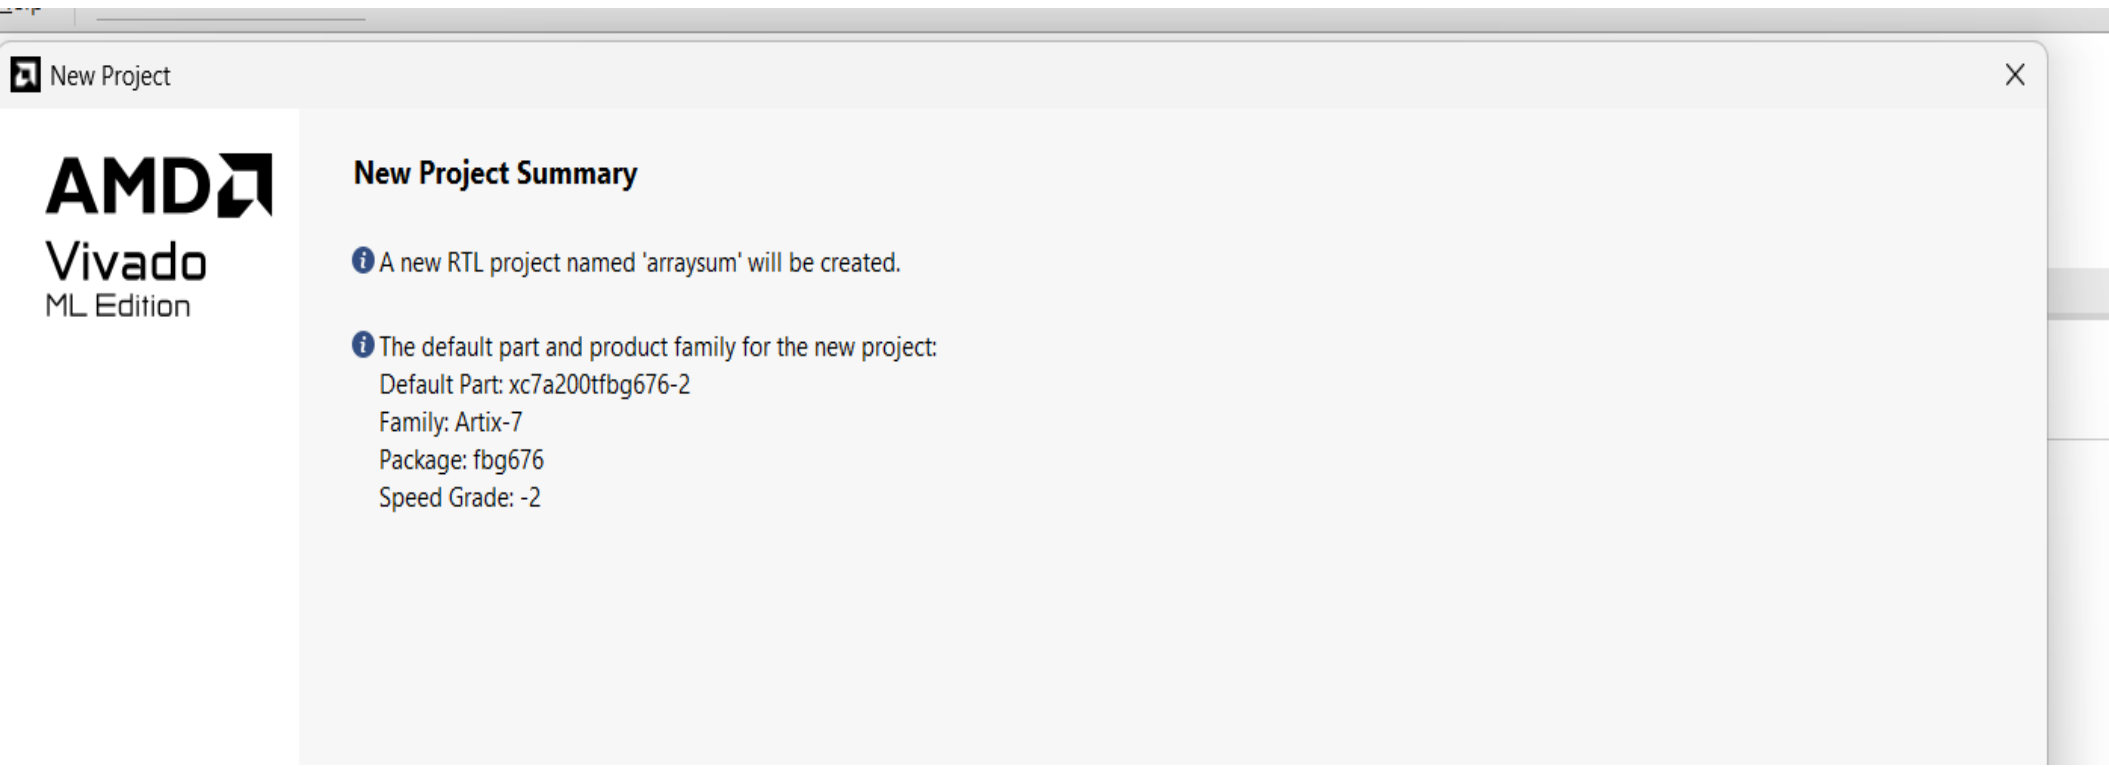 New Project
AMD
Vivado
ML Edition
New Project Summary
A new RTL project named 'arraysum' will be created.
The default part and product family for the new project:
Default Part: xc7a200tfbg676-2
Family: Artix-7
Package: fbg676
Speed Grade: -2